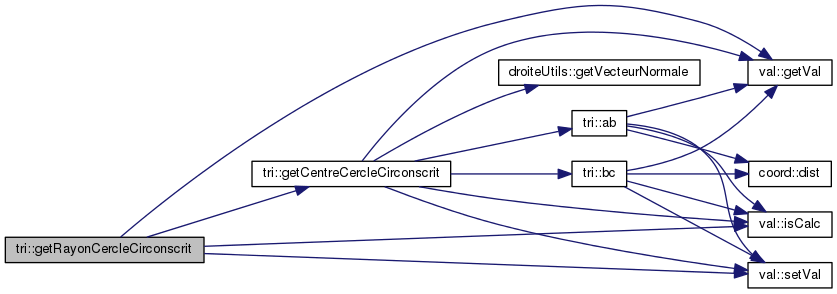 tri::getRayonCercleCirconscrit
tri::getCentreCercleCirconscrit
droiteUtils::getVecteurNormale
tri::ab
tri::bc
val::getVal
coord::dist
val::isCalc
val::setVal